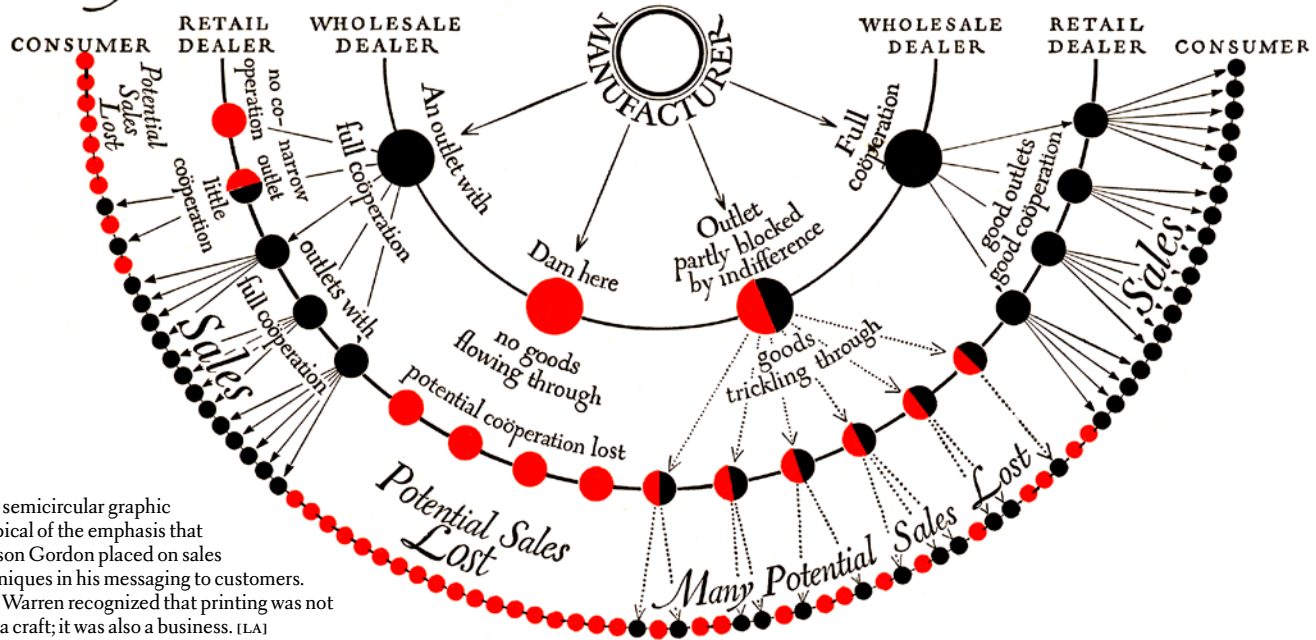 CONSUMER
RETAIL
DEALER
WHOLESALE
DEALER
MANUFACTURER
WHOLESALE
DEALER
RETAIL
DEALER
CONSUMER
Potential
Sales
Lost
no co-
operation
narrow
outlet
little
coöperation
full coöperation
An outlet with
outlets with
full coöperation
Sales
Dam here
no goods
flowing through
potential coöperation lost
Potential Sales
Lost
Outlet
partly blocked
by indifference
goods
trickling through
Many Potential Sales Lost
Full
coöperation
good outlets
good coöperation
Sales
semicircular graphic
pical of the emphasis that
son Gordon placed on sales
niques in his messaging to customers.
Warren recognized that printing was not
a craft; it was also a business. [LA]